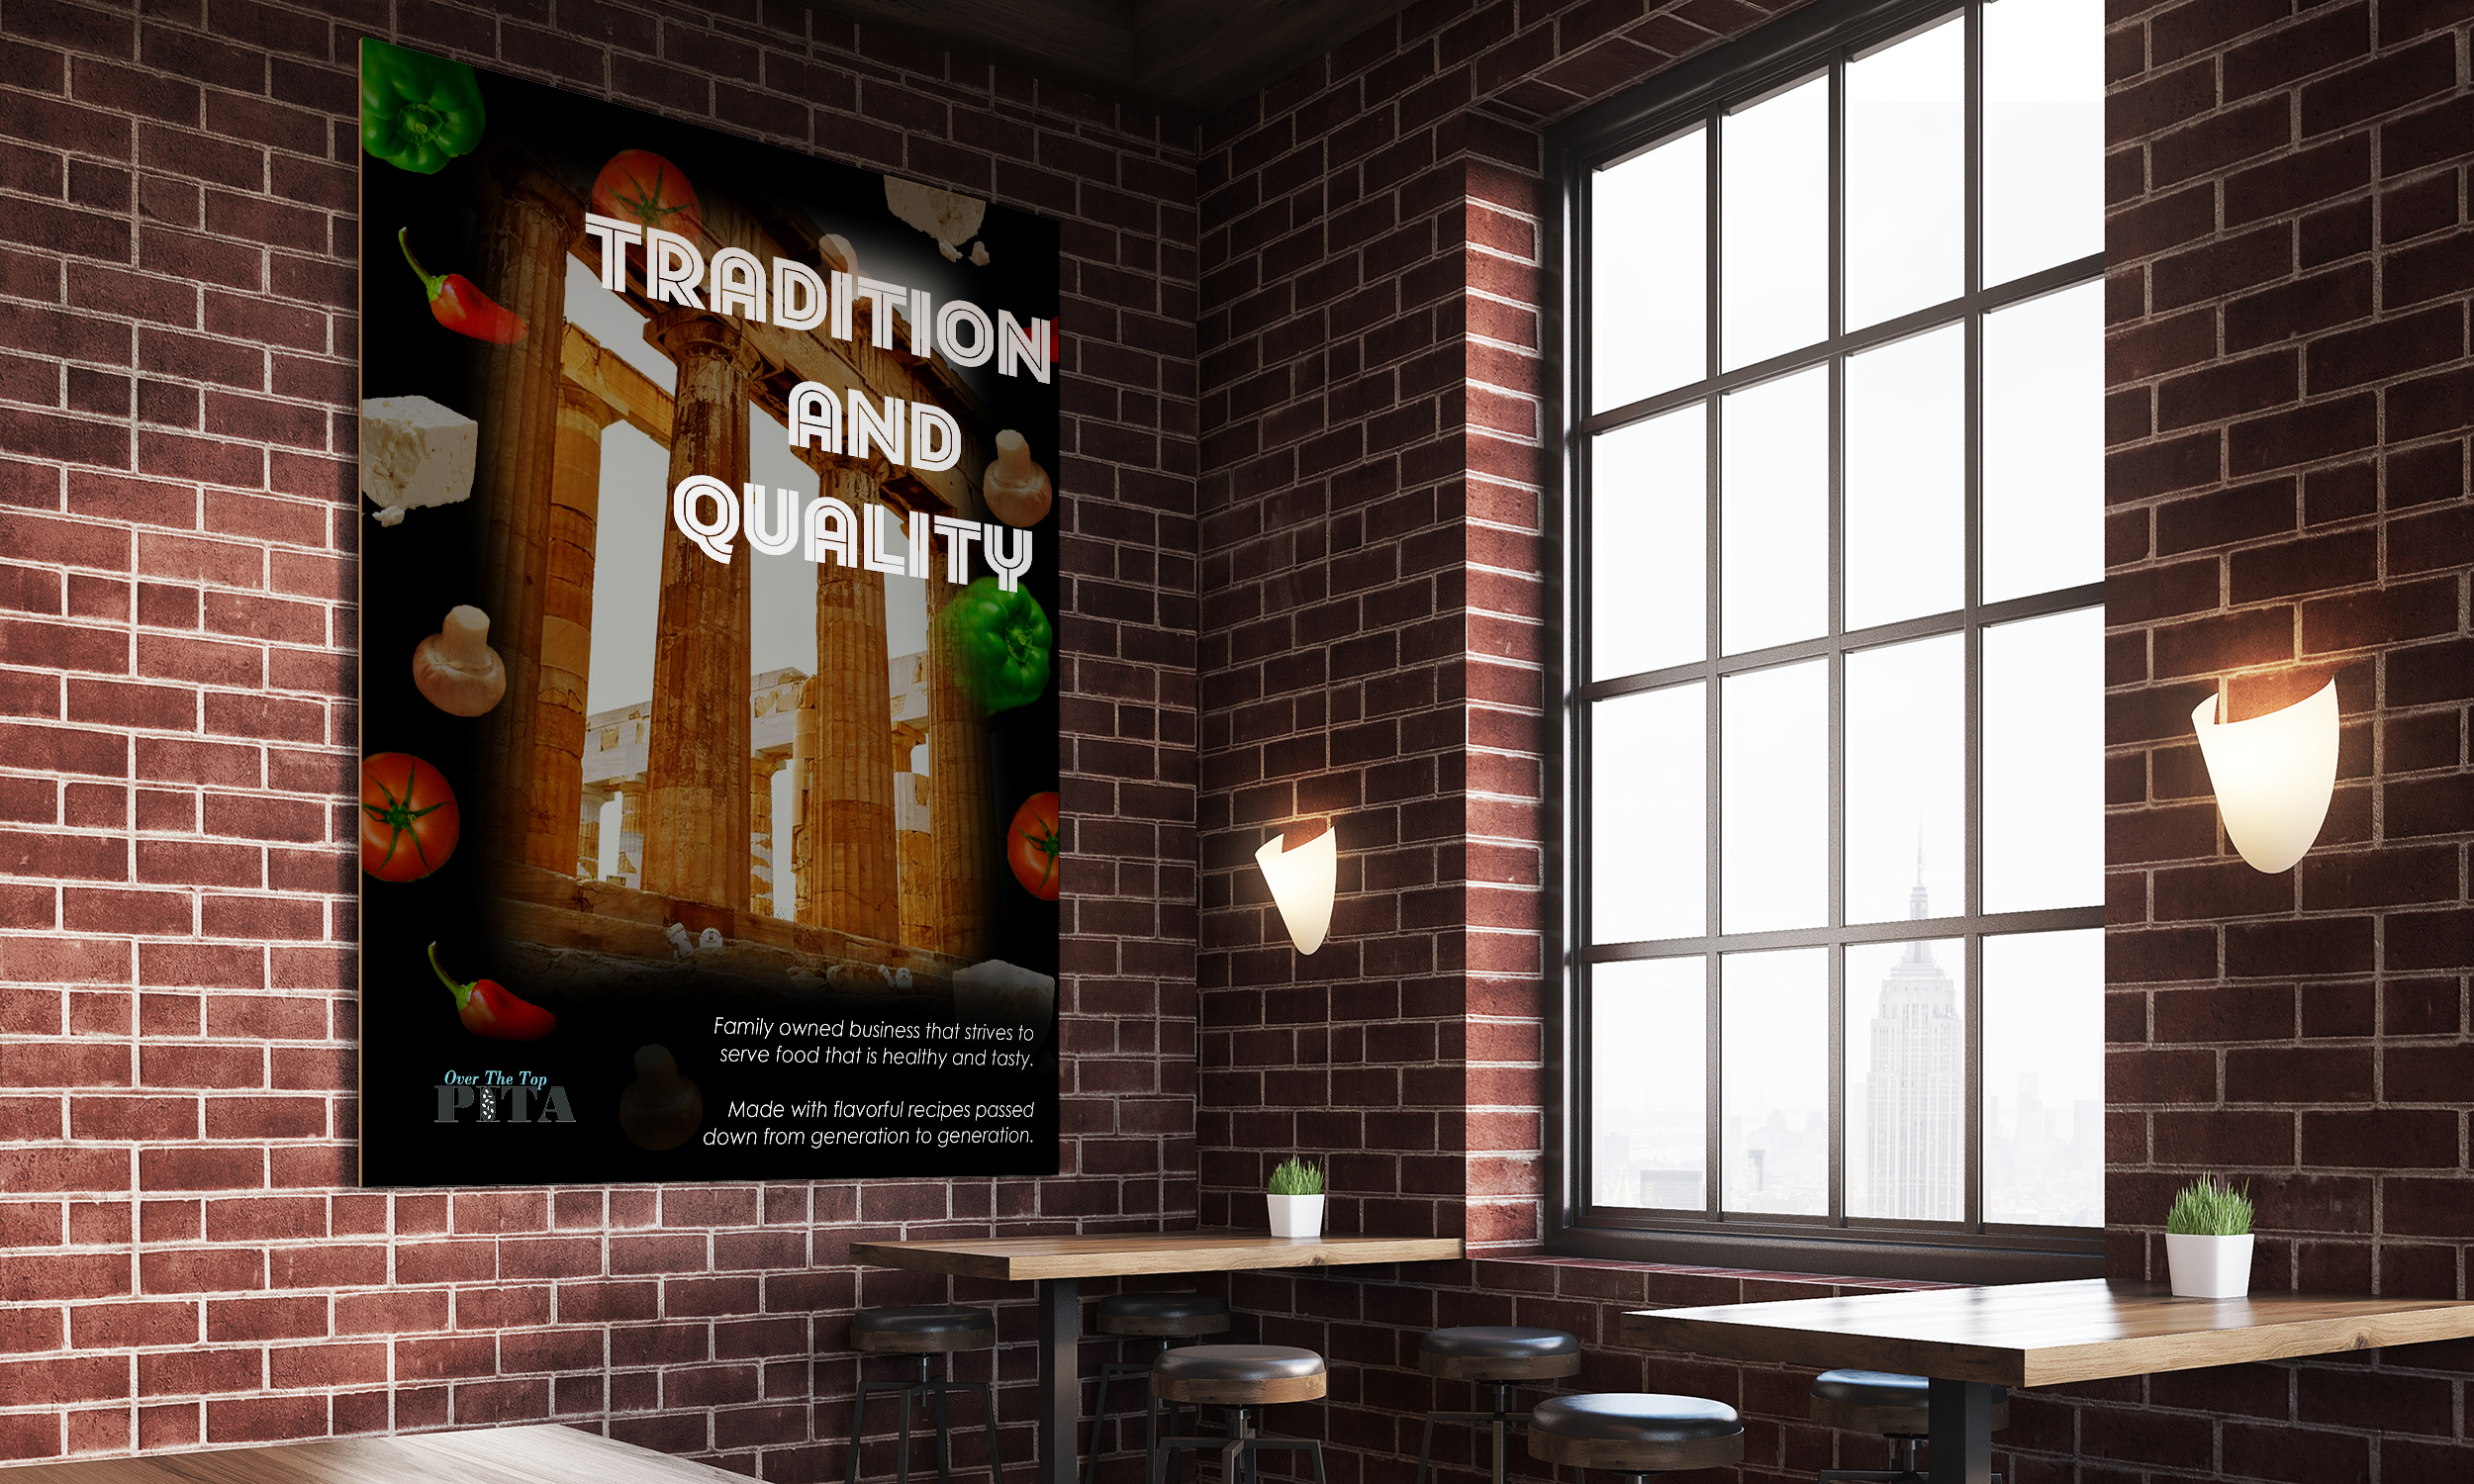 TRADITION
AND
QUALITY
Family owned business that strives to
serve food that is healthy and tasty.
Made with flavorful recipes passed
down from generation to generation.
Over The Top
PITA